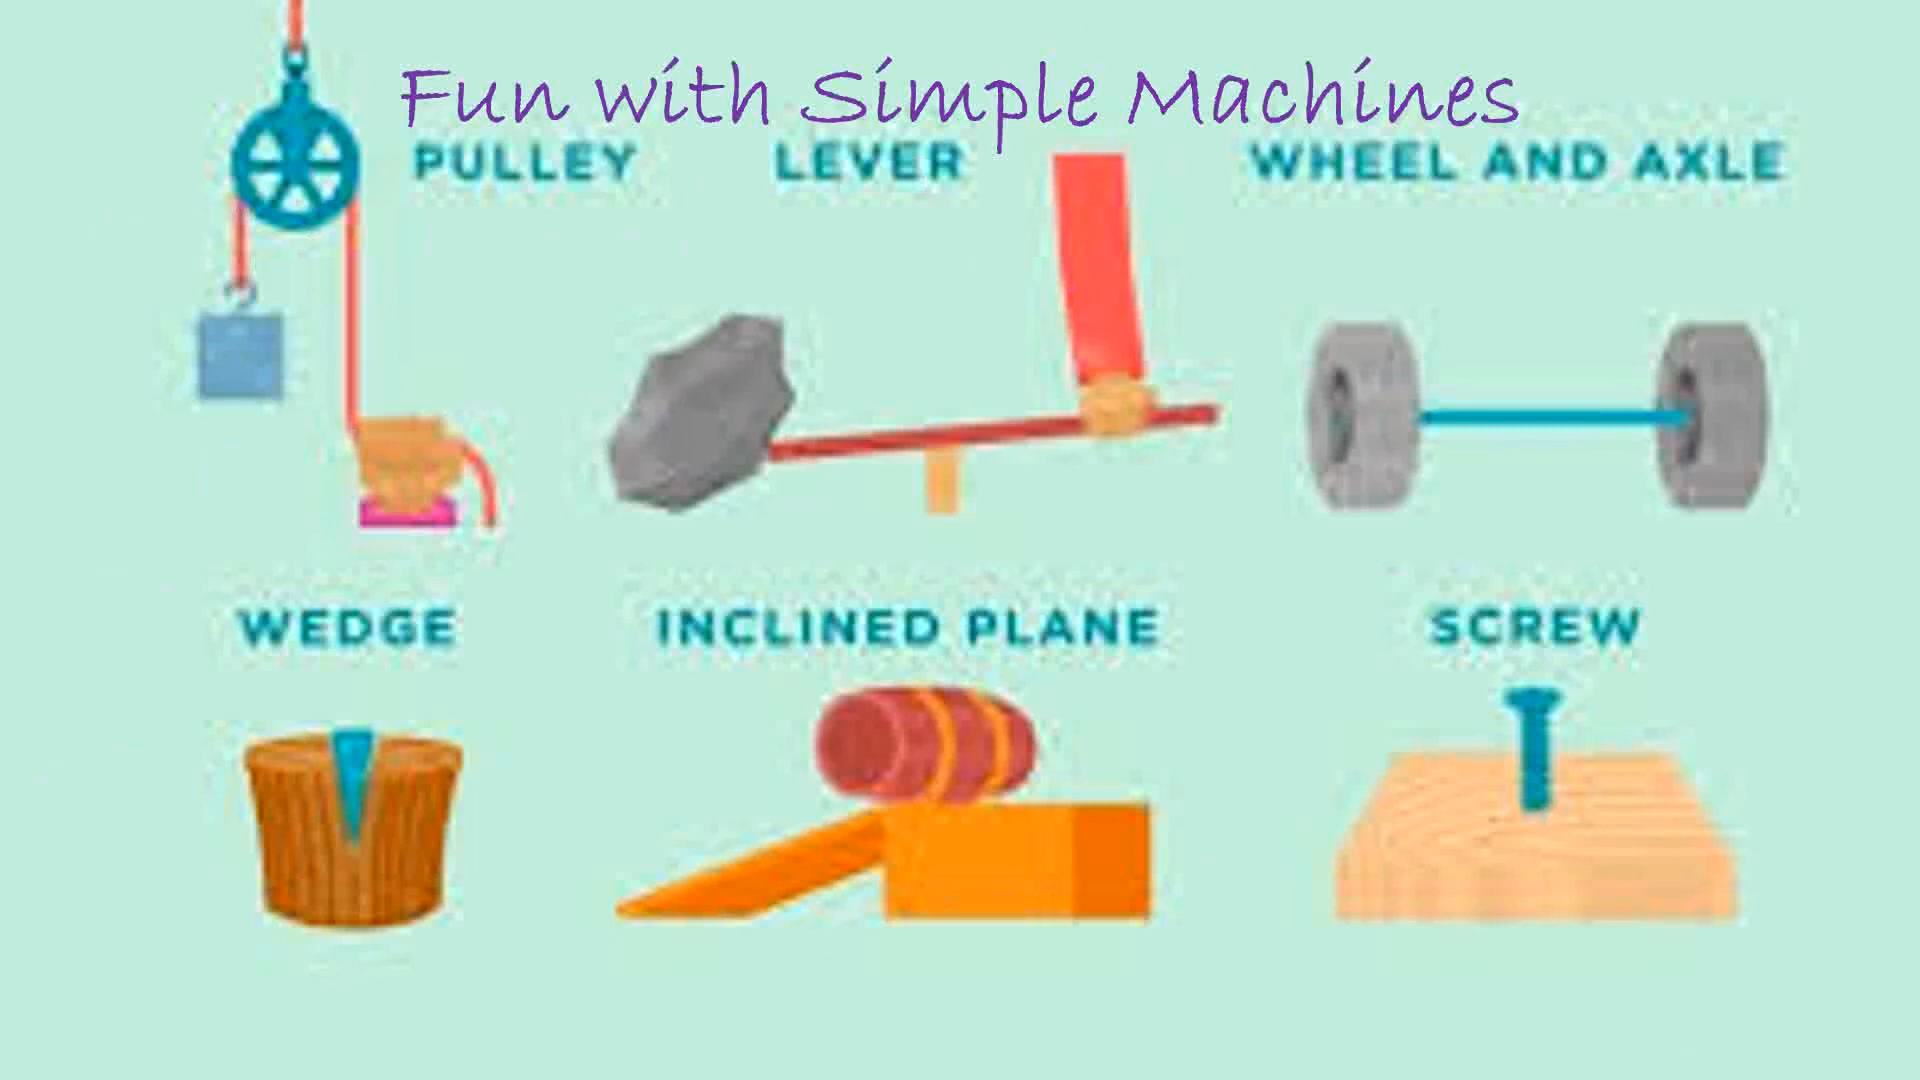 Fun with Simple Machines
PULLEY LEVER WHEEL AND AXLE
WEDGE INCLINED PLANE SCREW